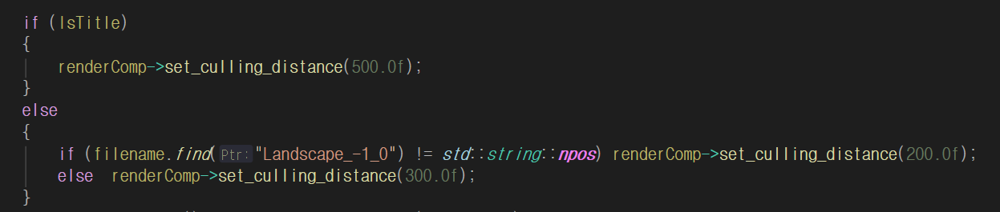 if (IsTitle)
{
    renderComp->set_culling_distance(500.0f);
}
else
{
    if (filename.find(Ptr: "Landscape_-1_0") != std::string::npos) renderComp->set_culling_distance(200.0f);
    else  renderComp->set_culling_distance(300.0f);
}